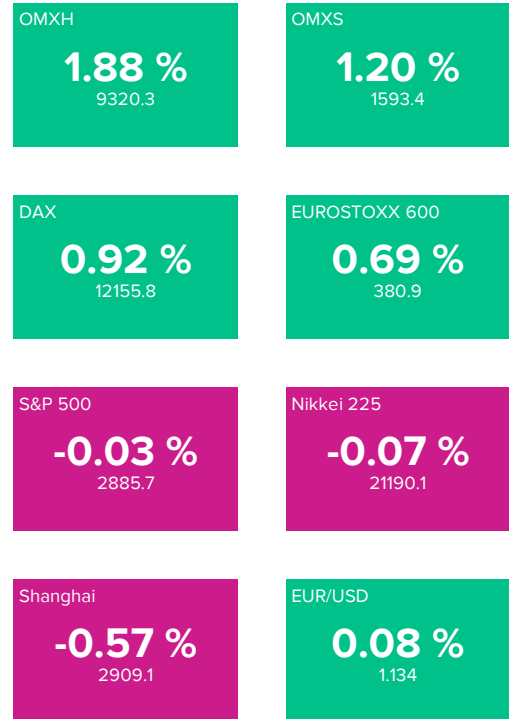 OMXH
1.88 %
9320.3
OMXS
1.20 %
1593.4
DAX
0.92 %
12155.8
EUROSTOXX 600
0.69 %
380.9
S&P 500
-0.03 %
2885.7
Nikkei 225
-0.07 %
21190.1
Shanghai
-0.57 %
2909.1
EUR/USD
0.08 %
1.134